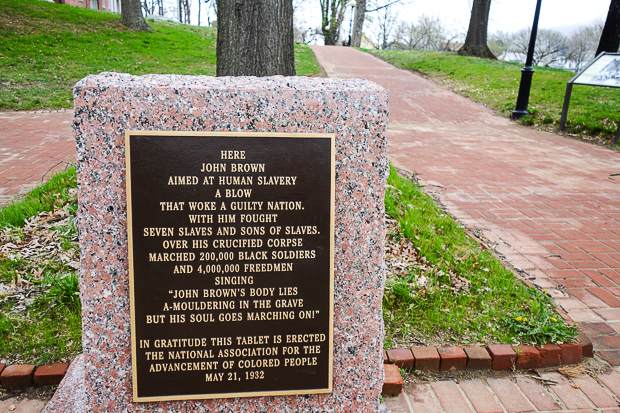 HERE
JOHN BROWN
AIMED AT HUMAN SLAVERY
A BLOW
THAT WOKE A GUILTY NATION.
WITH HIM FOUGHT
SEVEN SLAVES AND SONS OF SLAVES.
OVER HIS CRUCIFIED CORPSE
MARCHED 200,000 BLACK SOLDIERS
AND 4,000,000 FREEDMEN
SINGING
“JOHN BROWN'S BODY LIES
A-MOULDERING IN THE GRAVE
BUT HIS SOUL GOES MARCHING ON!”
IN GRATITUDE THIS TABLET IS ERECTED
THE NATIONAL ASSOCIATION FOR THE
ADVANCEMENT OF COLORED PEOPLE
MAY 21, 1932